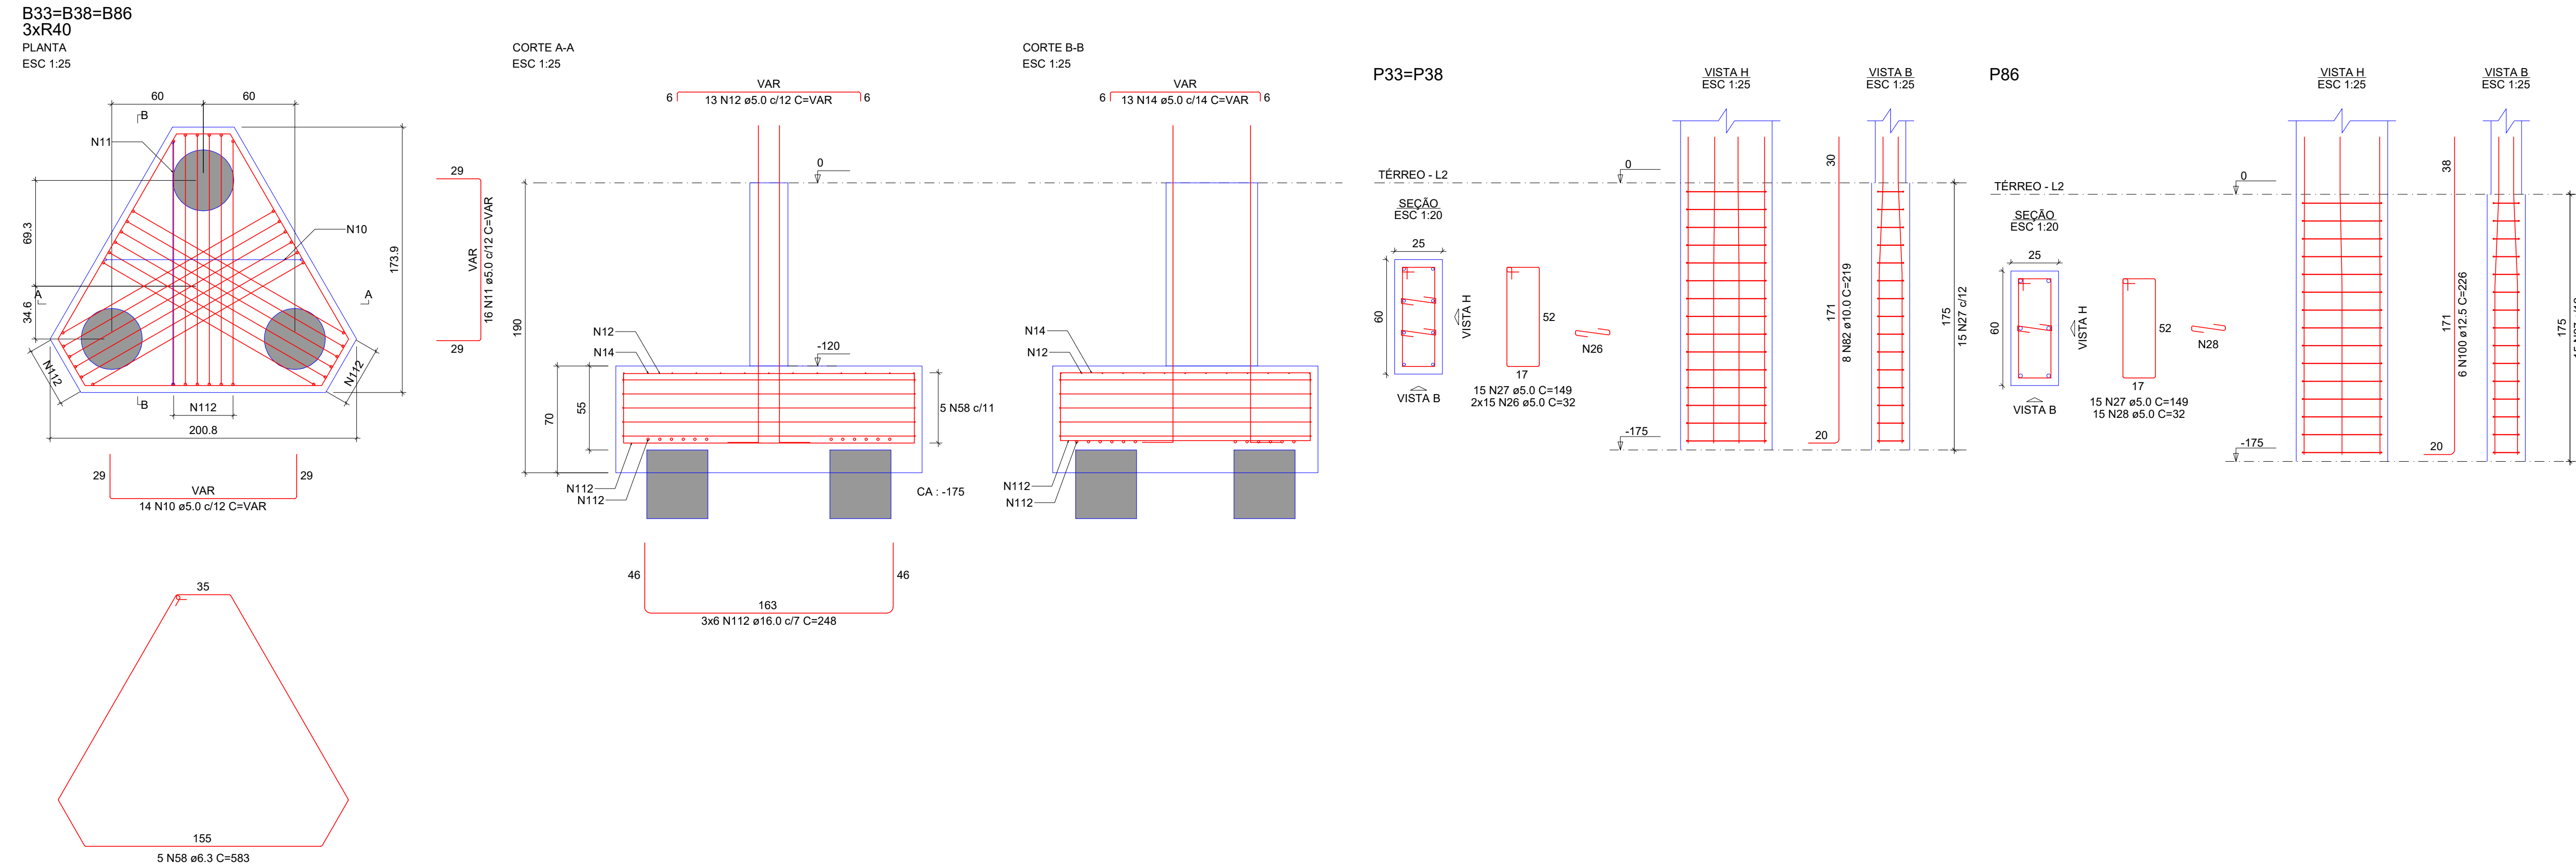 B33=B38=B86
3xR40
PLANTA
ESC 1:25
60
60
B
N11
N10
69.3
34.6
173.9
A
A
N112
N112
B
N112
200.8
29
VAR
16 N11 ø5.0 c/12 C=VAR
29
29
29
VAR
14 N10 ø5.0 c/12 C=VAR
35
155
5 N58 ø6.3 C=583
CORTE A-A
ESC 1:25
VAR
6
13 N12 ø5.0 c/12 C=VAR
6
0
190
N12
N14
-120
70
55
5 N58 c/11
N112
N112
CA : -175
46
46
163
3x6 N112 ø16.0 c/7 C=248
CORTE B-B
ESC 1:25
VAR
6
13 N14 ø5.0 c/14 C=VAR
6
N14
N12
N112
N112
P33=P38
VISTA H
ESC 1:25
VISTA B
ESC 1:25
TÉRREO - L2
0
SEÇÃO
ESC 1:20
25
60
VISTA H
VISTA B
52
17
15 N27 ø5.0 C=149
2x15 N26 ø5.0 C=32
N26
-175
30
171
8 N82 ø10.0 C=219
20
175
15 N27 c/12
P86
VISTA H
ESC 1:25
VISTA B
ESC 1:25
TÉRREO - L2
0
SEÇÃO
ESC 1:20
25
60
VISTA H
VISTA B
52
17
15 N27 ø5.0 C=149
15 N28 ø5.0 C=32
N28
-175
38
171
6 N100 ø12.5 C=226
20
175